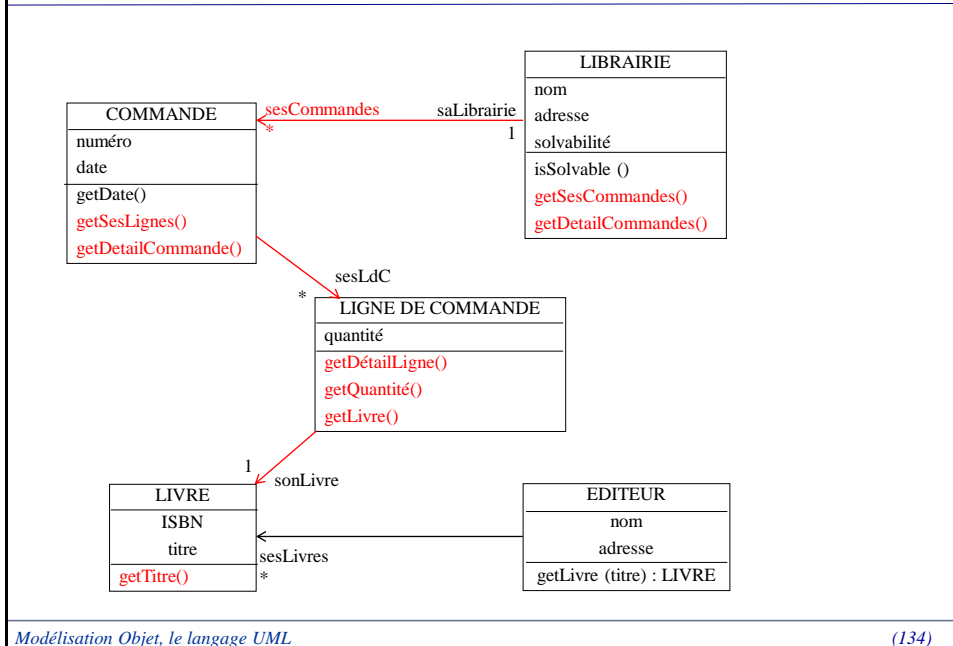 LIBRAIRIE
nom
adresse
solvabilité
isSolvable ()
getSesCommandes()
getDetailCommandes()
sesCommandes
*
saLibrairie
1
COMMANDE
numéro
date
getDate()
getSesLignes()
getDetailCommande()
sesLdC
*
LIGNE DE COMMANDE
quantité
getDétailLigne()
getQuantité()
getLivre()
1
sonLivre
LIVRE
ISBN
titre
getTitre()
sesLivres
*
EDITEUR
nom
adresse
getLivre (titre) : LIVRE
Modélisation Objet, le langage UML (134)